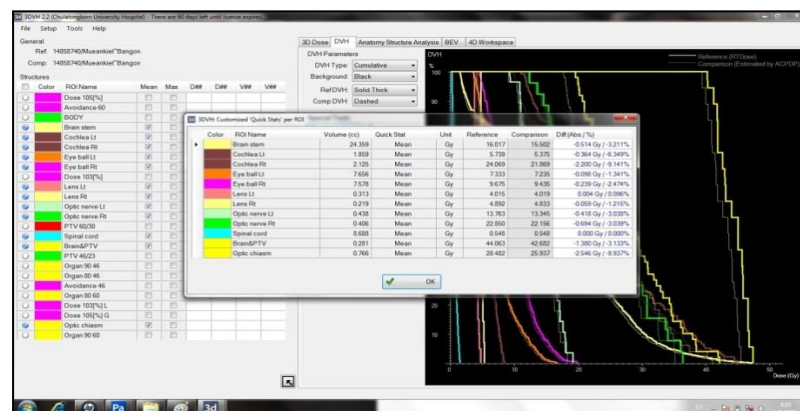 3DVH 2.2 (Chulalongkorn University Hospital) - There are 60 days left until license expires.
File Setup Tools Help
General
Ref: 14858740/Mueankiet^Bangon
Comp: 14858740/Mueankiet^Bangon
Structures
Color ROI Name Mean Max D## D## D## D##
Dose 105[%]
Avoidance 60
BODY
Brain stem
Cochlea Lt
Cochlea Rt
Eye ball Lt
Eye ball Rt
Dose 103[%]
Lens Lt
Lens Rt
Optic nerve Lt
Optic nerve Rt
PTV 60/30
Spinal cord
Brain&PTV
PTV 46/23
Organ 90 46
Organ 80 46
Avoidance 46
Organ 80 60
Dose 103[%] L
Dose 105[%] G
Optic chiasm
Organ 90 60
3D Dose DVH Anatomy Structure Analysis BEV 4D Workspace
DVH Parameters
DVH Type: Cumulative
Background: Black
Ref DVH: Solid Thick
Comp DVH: Dashed
DVH
%
100
90
20
10
0 10 20 30 40 50
Dose (Gy)
Reference (RTDose)
Comparison (Estimated by ACPDP)
3DVH: Customized 'Quick Stats' per ROI
Color ROI Name Volume (cc) Quick Stat Unit Reference Comparison Diff (Abs / %)
Brain stem 24.359 Mean Gy 16.017 15.502 -0.514 Gy / -3.211%
Cochlea Lt 1.859 Mean Gy 5.739 5.375 -0.364 Gy / -6.349%
Cochlea Rt 2.125 Mean Gy 24.069 21.869 -2.200 Gy / -9.141%
Eye ball Lt 7.656 Mean Gy 7.333 7.235 -0.098 Gy / -1.341%
Eye ball Rt 7.578 Mean Gy 9.675 9.435 -0.239 Gy / -2.474%
Lens Lt 0.313 Mean Gy 4.015 4.019 0.004 Gy / 0.096%
Lens Rt 0.219 Mean Gy 4.892 4.833 -0.059 Gy / -1.215%
Optic nerve Lt 0.438 Mean Gy 13.763 13.345 -0.418 Gy / -3.038%
Optic nerve Rt 0.406 Mean Gy 22.850 22.156 -0.694 Gy / -3.039%
Spinal cord 8.688 Mean Gy 0.548 0.548 0.000 Gy / 0.000%
Brain&PTV 0.281 Mean Gy 44.063 42.682 -1.380 Gy / -3.133%
Optic chiasm 0.766 Mean Gy 28.482 25.937 -2.546 Gy / -8.937%
OK
Pa
3d